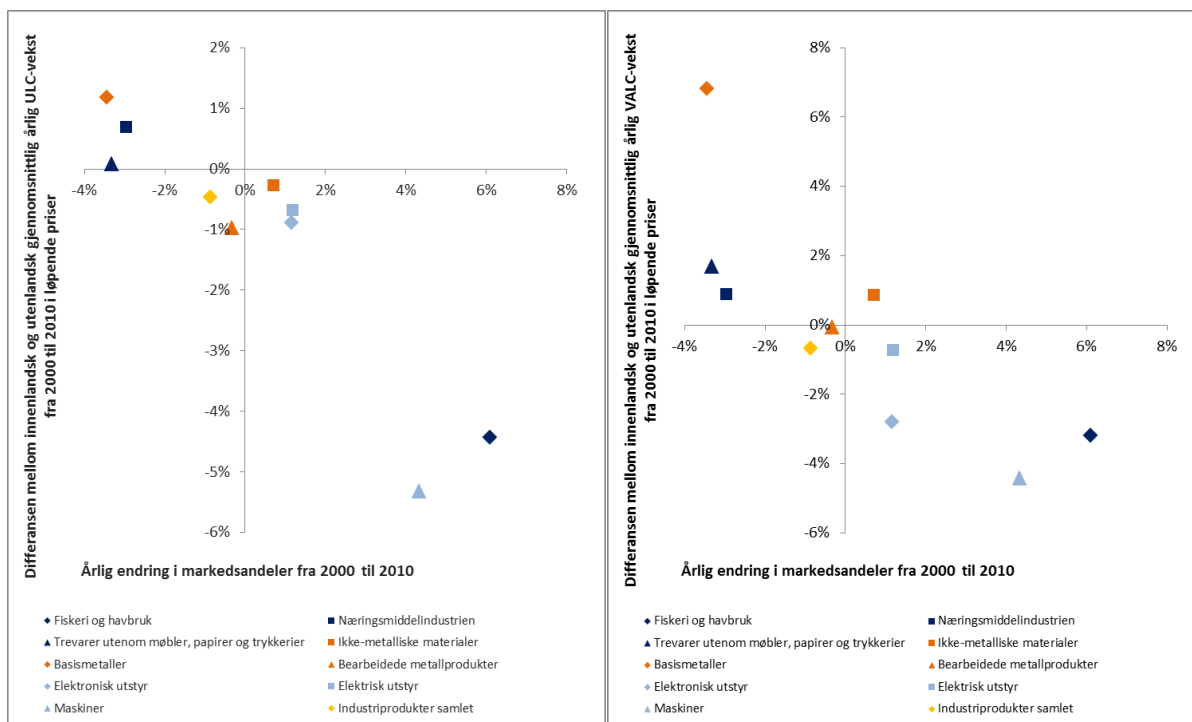 Differansen mellom innenlandsk og utenlandsk gjennomsnittlig årlig ULC-vekst
fra 2000 til 2010 i løpende priser
2%
1%
0%
-4%
-2%
0%
2%
4%
6%
8%
-1%
-2%
-3%
-4%
-5%
-6%
Årlig endring i markedsandeler fra 2000 til 2010
Fiskeri og havbruk
Næringsmiddelindustrien
Trevarer utenom møbler, papirer og trykkerier
Ikke-metalliske materialer
Basismetaller
Bearbeidede metallprodukter
Elektronisk utstyr
Elektrisk utstyr
Maskiner
Industriprodukter samlet
Differansen mellom innenlandsk og utenlandsk gjennomsnittlig årlig VALC-vekst
fra 2000 til 2010 i løpende priser
8%
6%
4%
2%
0%
-4%
-2%
0%
2%
4%
6%
8%
-2%
-4%
-6%
Årlig endring i markedsandeler fra 2000 til 2010
Fiskeri og havbruk
Næringsmiddelindustrien
Trevarer utenom møbler, papirer og trykkerier
Ikke-metalliske materialer
Basismetaller
Bearbeidede metallprodukter
Elektronisk utstyr
Elektrisk utstyr
Maskiner
Industriprodukter samlet